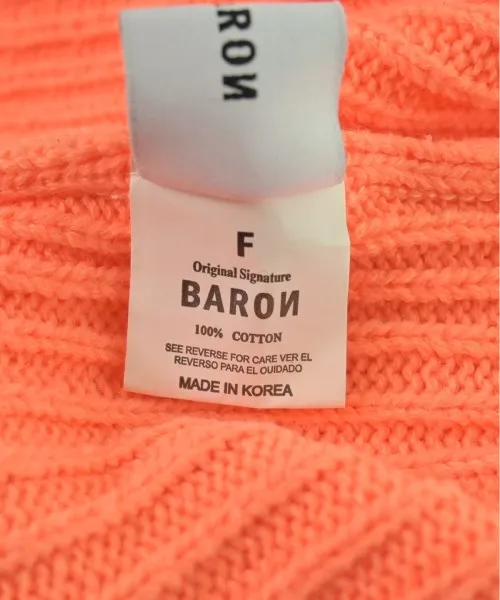 ROИ
F
Original Signature
BAROИ
100% COTTON
SEE REVERSE FOR CARE VER EL
REVERSO PARA EL OUIDADO
MADE IN KOREA